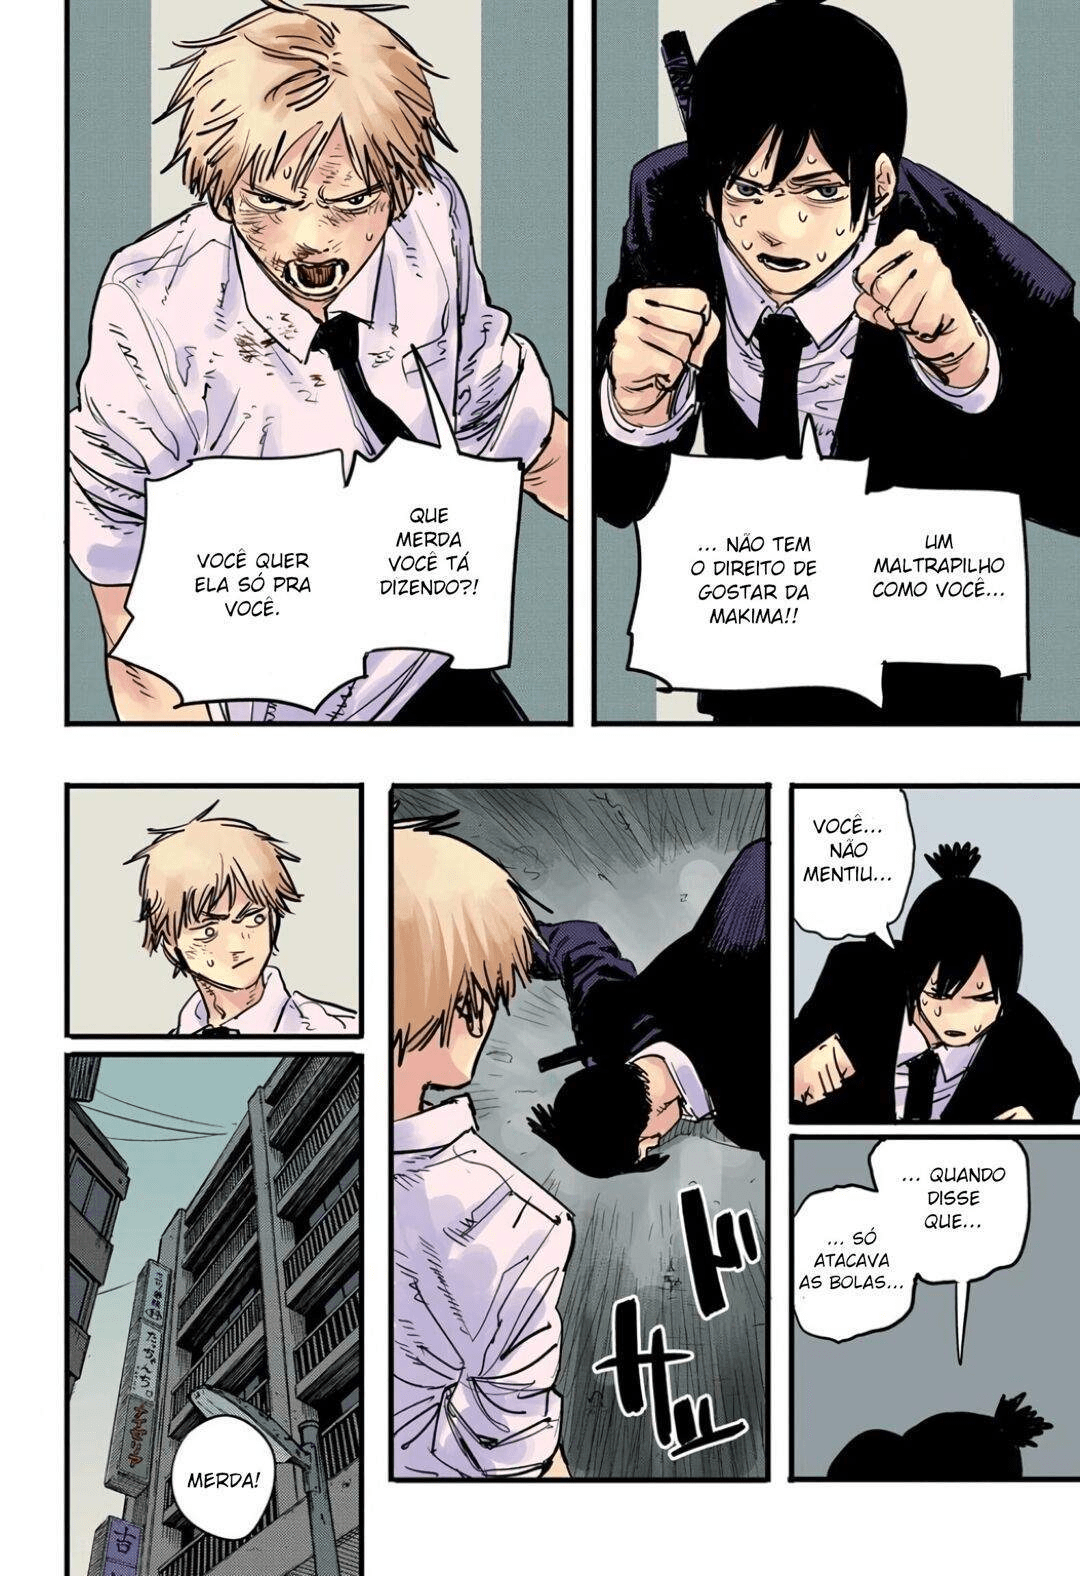 UM
MALTRAPILHO
COMO VOCÊ...
... NÃO TEM
O DIREITO DE
GOSTAR DA
MAKIMA!!
QUE
MERDA
VOCÊ TÁ
DIZENDO?!
VOCÊ QUER
ELA SÓ PRA
VOCÊ.
VOCÊ...
NÃO
MENTIU...
... QUANDO
DISSE
QUE...
... SÓ
ATACAVA
AS BOLAS...
ドサッ
MERDA!
古